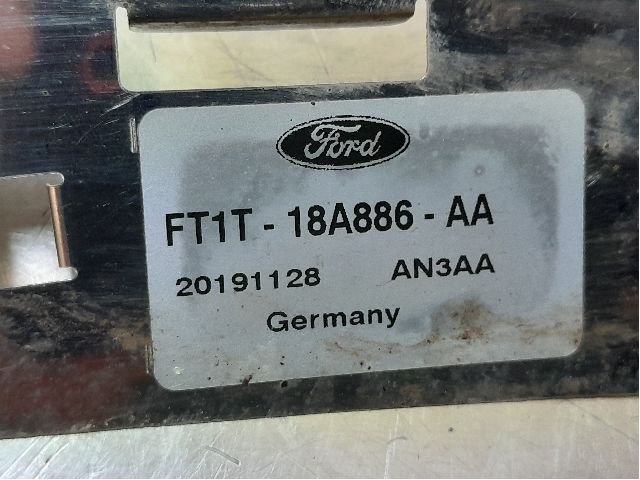 Ford
FT1T - 18A886 - AA
20191128 AN3AA
Germany